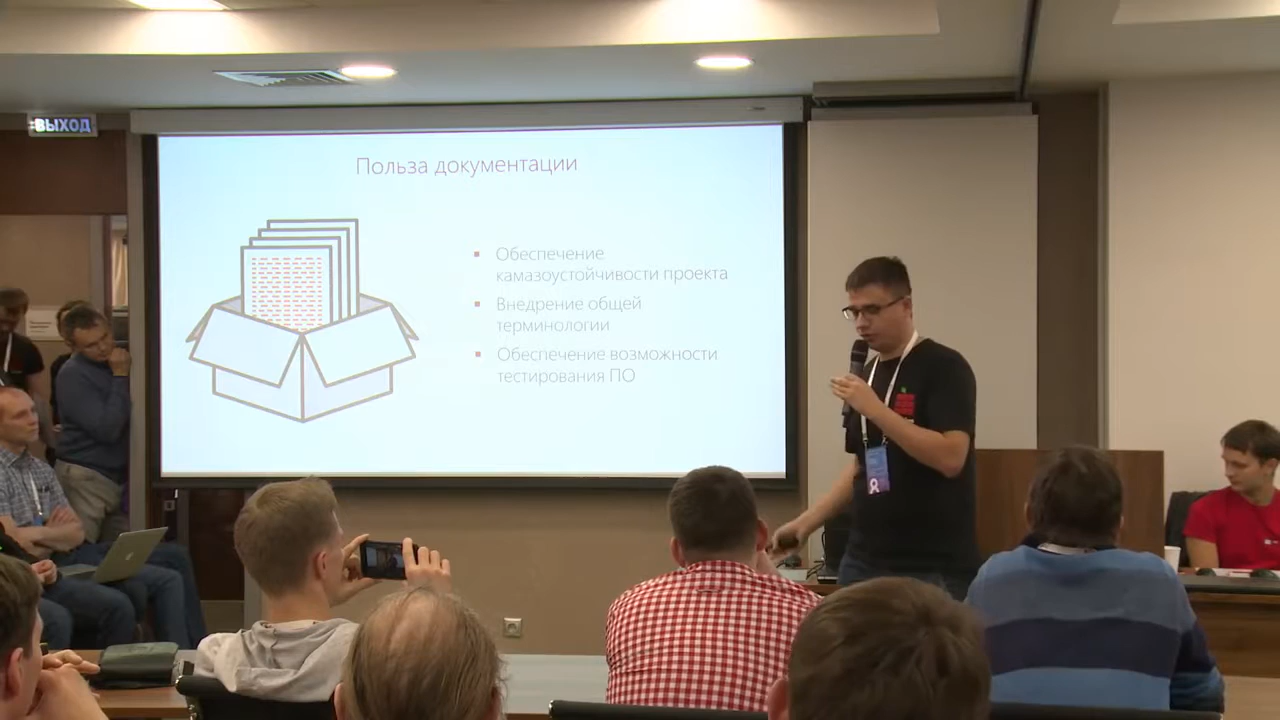 ВЫХОД
Польза документации
Обеспечение
камазоустойчивости проекта
Внедрение общей
терминологии
Обеспечение возможности
тестирования ПО